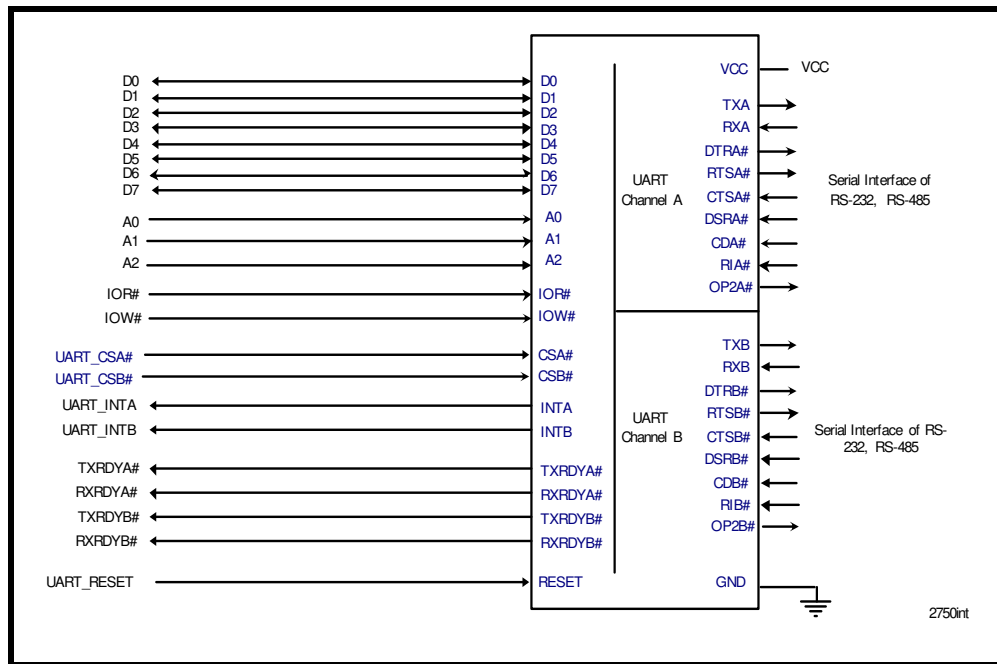 D0
D1
D2
D3
D4
D5
D6
D7
A0
A1
A2
IOR#
IOW#
UART_CSA#
UART_CSB#
UART_INTA
UART_INTB
TXRDYA#
RXRDYA#
TXRDYB#
RXRDYB#
UART_RESET
D0
D1
D2
D3
D4
D5
D6
D7
A0
A1
A2
IOR#
IOW#
CSA#
CSB#
INTA
INTB
TXRDYA#
RXRDYA#
TXRDYB#
RXRDYB#
RESET
UART
Channel A
UART
Channel B
VCC
TXA
RXA
DTRA#
RTSA#
CTSA#
DSRA#
CDA#
RIA#
OP2A#
TXB
RXB
DTRB#
RTSB#
CTSB#
DSRB#
CDB#
RIB#
OP2B#
GND
VCC
Serial Interface of
RS-232, RS-485
Serial Interface of RS-
232, RS-485
2750int